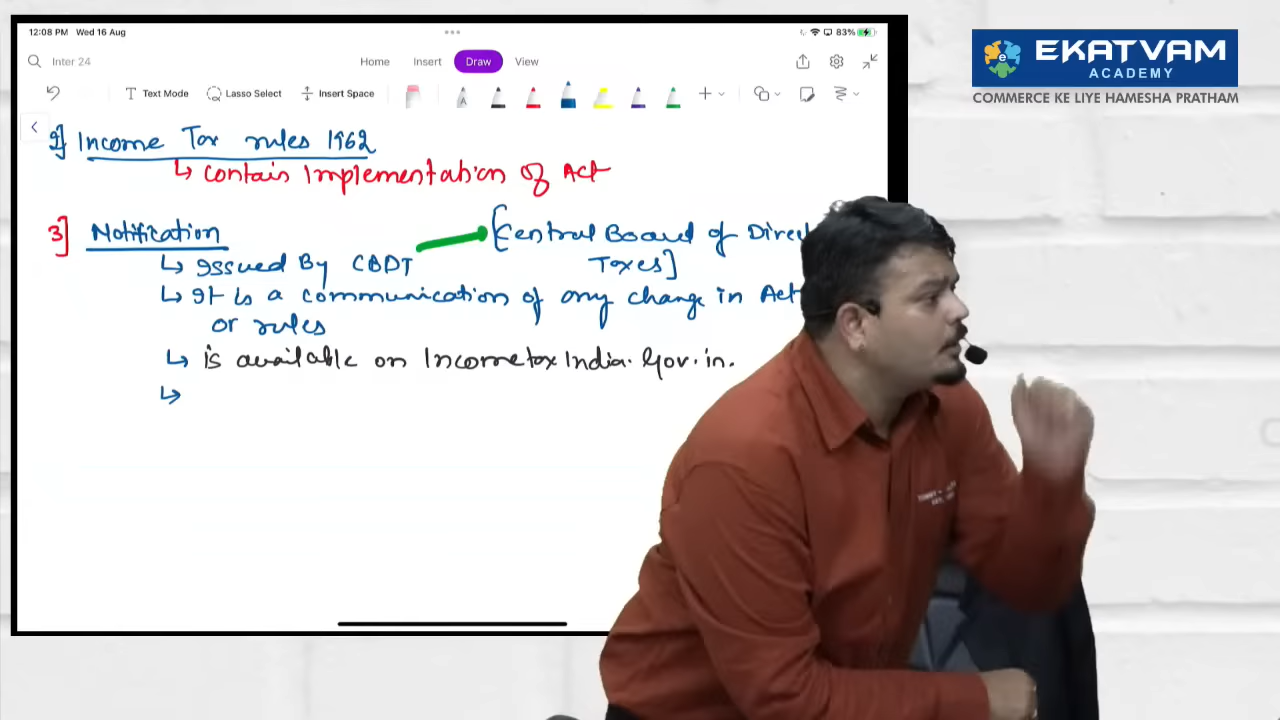 12:08 PM Wed 16 Aug
83%
Inter 24
Home Insert Draw View
Text Mode Lasso Select Insert Space
EKATVAM
ACADEMY
COMMERCE KE LIYE HAMESHA PRATHAM
2] Income Tax rules 1962
↳ contain Implementation of Act
3] Notification
[Central Board of
Taxes]
↳ Issued By CBDT
↳ It is a communication of any change in Act
or rules
↳ is available on Incometax India.Gov.in.
↳